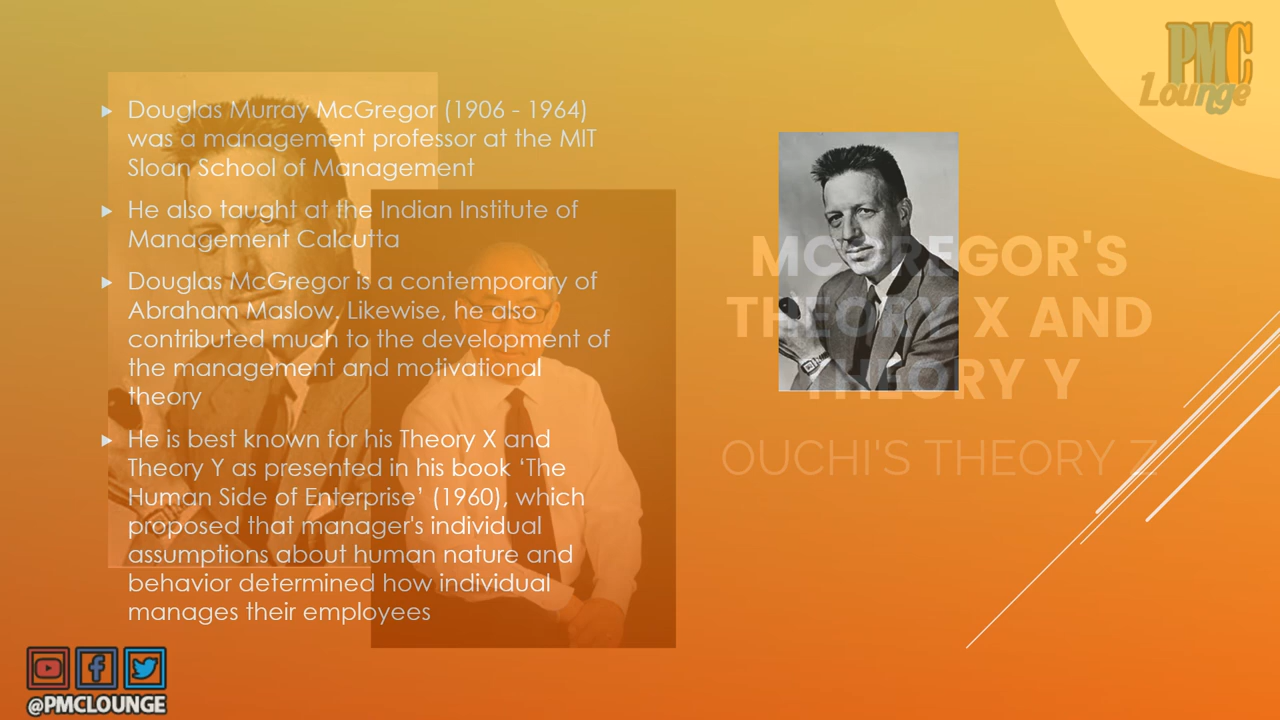 PMC
Lounge
Douglas Murray McGregor (1906 - 1964)
was a management professor at the MIT
Sloan School of Management
He also taught at the Indian Institute of
Management Calcutta
Douglas McGregor is a contemporary of
Abraham Maslow. Likewise, he also
contributed much to the development of
the management and motivational
theory
He is best known for his Theory X and
Theory Y as presented in his book ‘The
Human Side of Enterprise’ (1960), which
proposed that manager's individual
assumptions about human nature and
behavior determined how individual
manages their employees
MCGREGOR'S
THEORY X AND
THEORY Y
OUCHI'S THEORY Z
@PMCLOUNGE